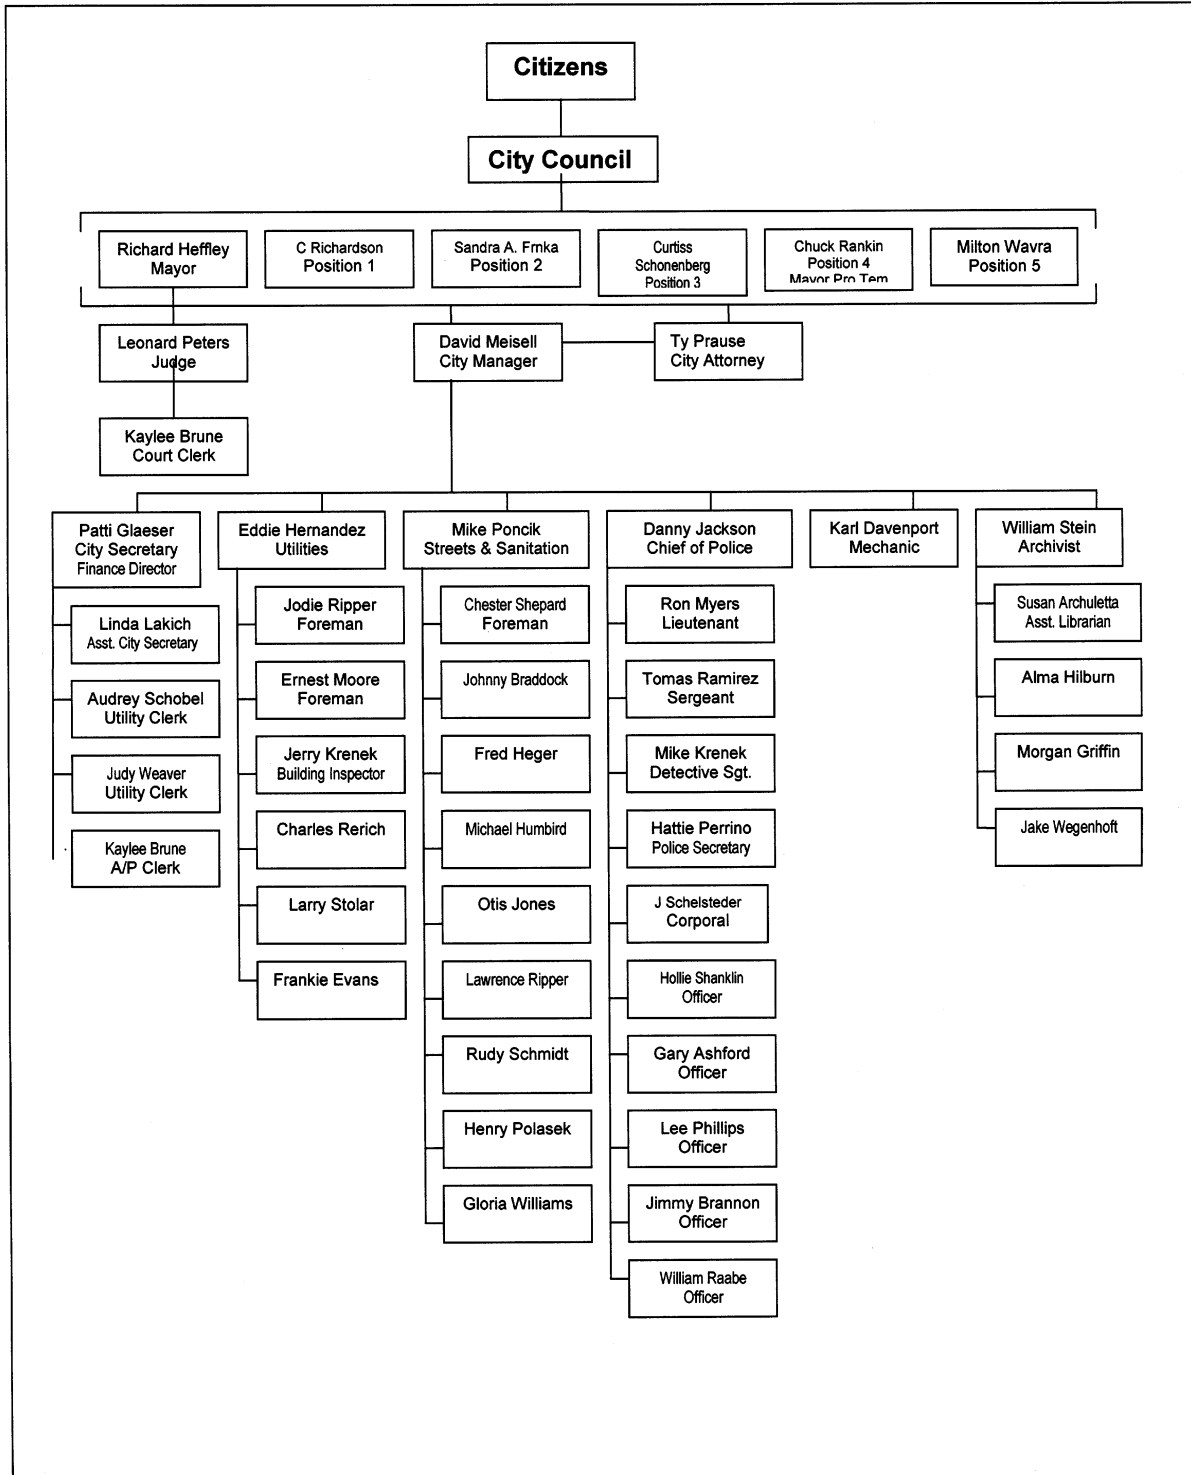 Citizens
City Council
Richard Heffley
Mayor
C Richardson
Position 1
Sandra A. Frnka
Position 2
Curtiss
Schonenberg
Position 3
Chuck Rankin
Position 4
Mayor Pro Tem
Milton Wavra
Position 5
Leonard Peters
Judge
David Meisell
City Manager
Ty Prause
City Attorney
Kaylee Brune
Court Clerk
Patti Glaeser
City Secretary
Finance Director
Linda Lakich
Asst. City Secretary
Audrey Schobel
Utility Clerk
Judy Weaver
Utility Clerk
Kaylee Brune
A/P Clerk
Eddie Hernandez
Utilities
Jodie Ripper
Foreman
Ernest Moore
Foreman
Jerry Krenek
Building Inspector
Charles Rerich
Larry Stolar
Frankie Evans
Mike Poncik
Streets & Sanitation
Chester Shepard
Foreman
Johnny Braddock
Fred Heger
Michael Humbird
Otis Jones
Lawrence Ripper
Rudy Schmidt
Henry Polasek
Gloria Williams
Danny Jackson
Chief of Police
Ron Myers
Lieutenant
Tomas Ramirez
Sergeant
Mike Krenek
Detective Sgt.
Hattie Perrino
Police Secretary
J Schelsteder
Corporal
Hollie Shanklin
Officer
Gary Ashford
Officer
Lee Phillips
Officer
Jimmy Brannon
Officer
William Raabe
Officer
Karl Davenport
Mechanic
William Stein
Archivist
Susan Archuletta
Asst. Librarian
Alma Hilburn
Morgan Griffin
Jake Wegenhoft